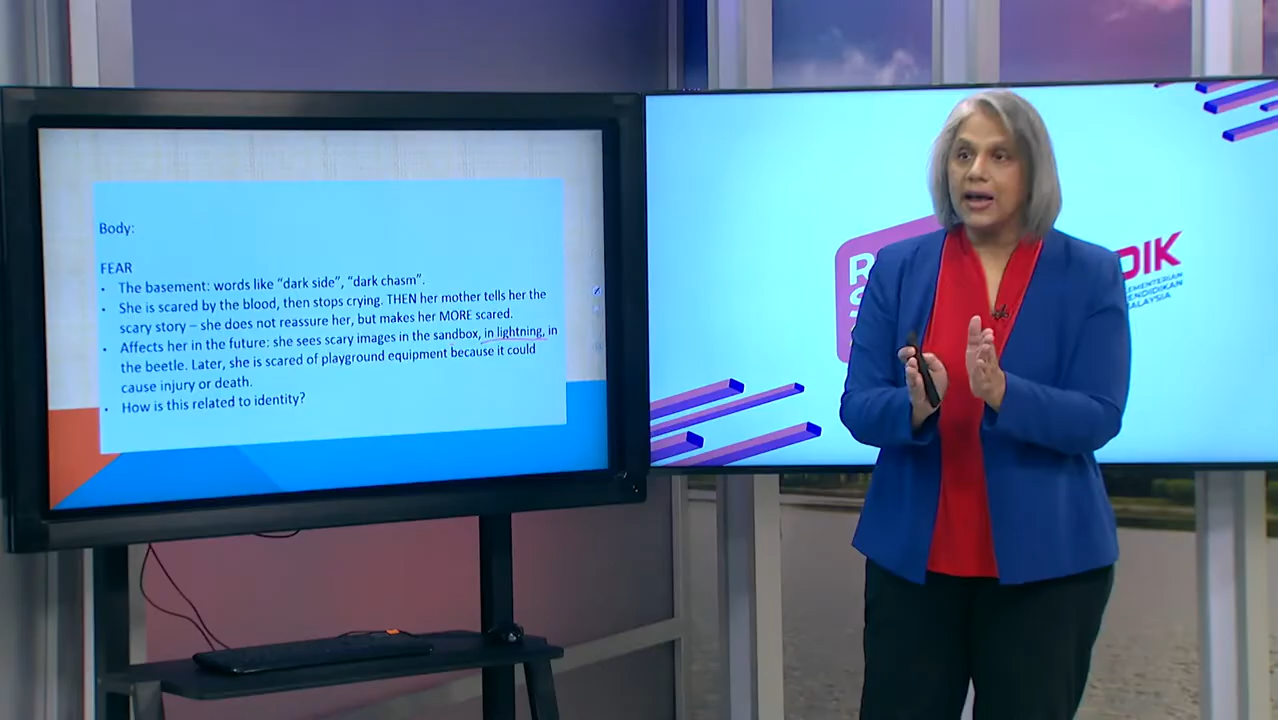 Body:
FEAR
• The basement: words like "dark side", "dark chasm".
• She is scared by the blood, then stops crying. THEN her mother tells her the
scary story – she does not reassure her, but makes her MORE scared.
• Affects her in the future: she sees scary images in the sandbox, in lightning, in
the beetle. Later, she is scared of playground equipment because it could
cause injury or death.
• How is this related to identity?
DIK
KEMENTERIAN
PENDIDIKAN
MALAYSIA